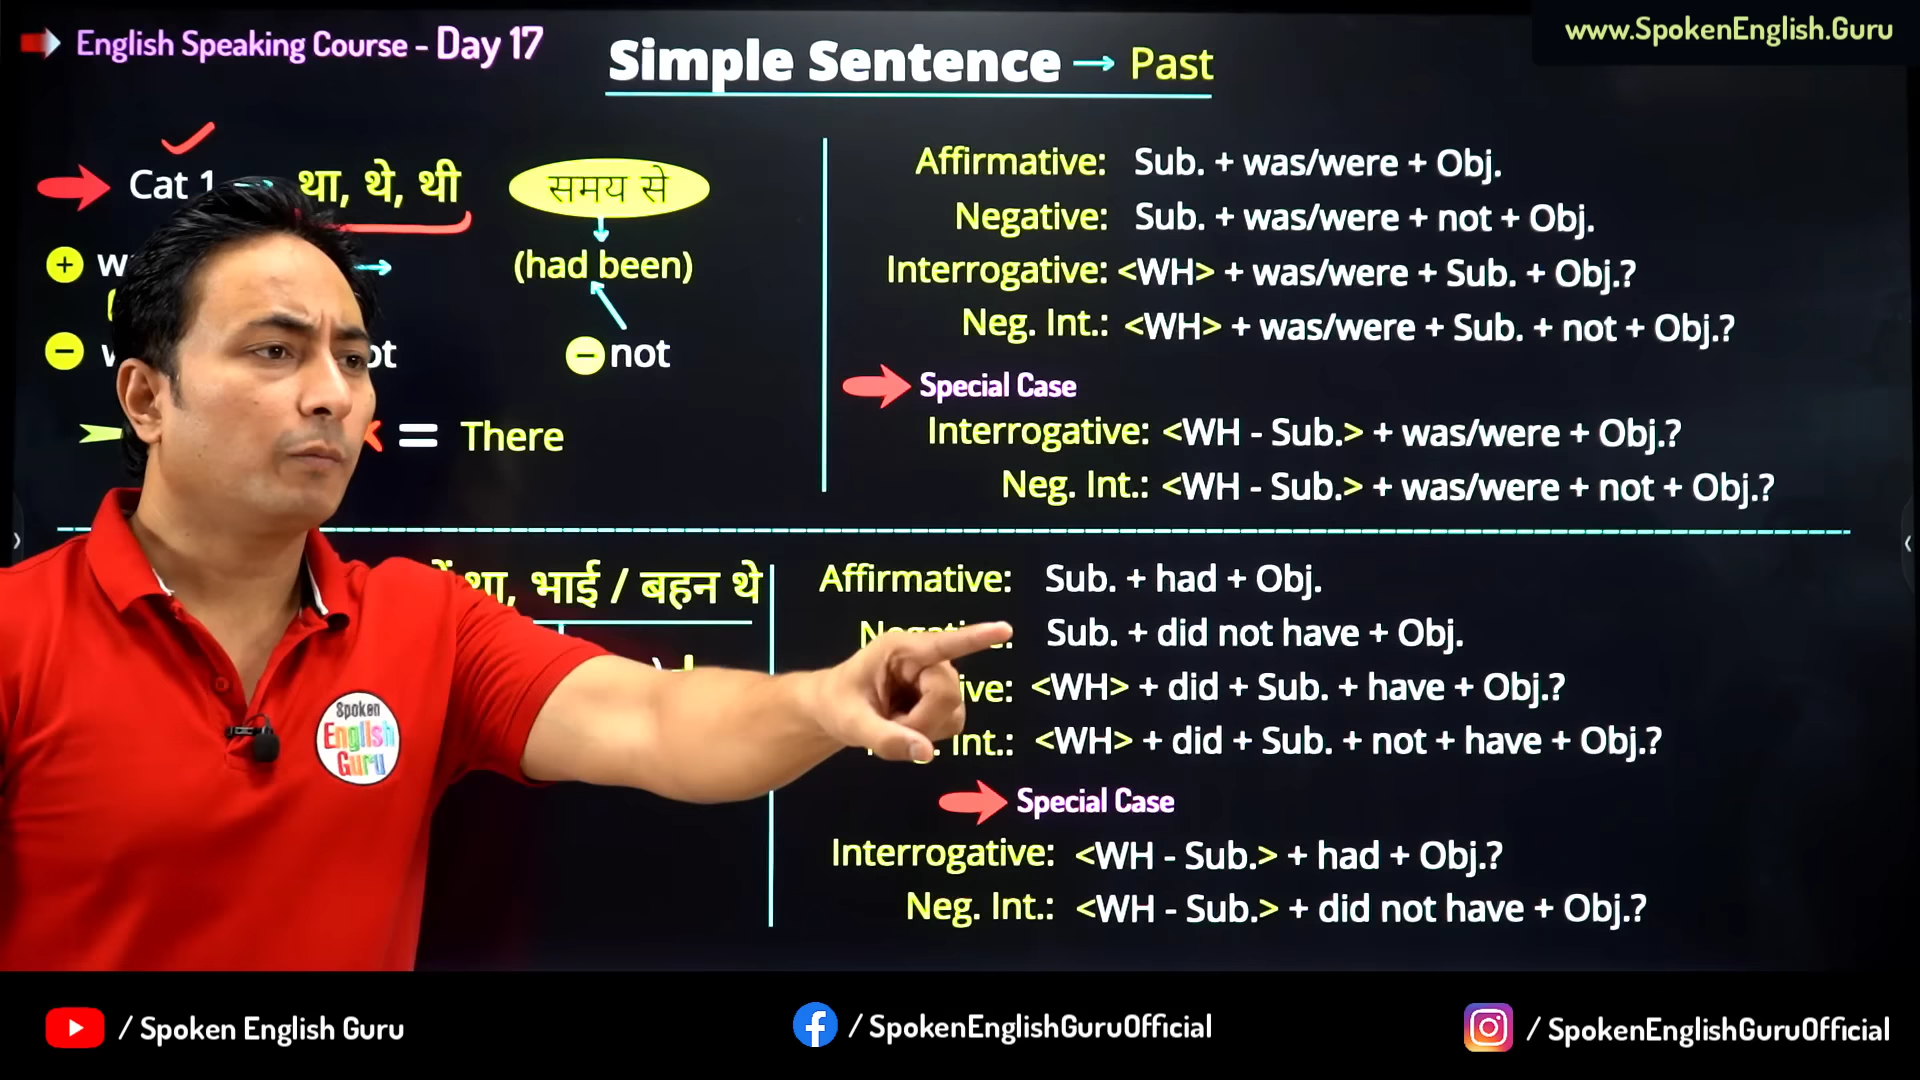 English Speaking Course - Day 17
Simple Sentence → Past
www.SpokenEnglish.Guru
Cat 1 → था, थे, थी
समय से
(had been)
not
= There
Affirmative: Sub. + was/were + Obj.
Negative: Sub. + was/were + not + Obj.
Interrogative: <WH> + was/were + Sub. + Obj.?
Neg. Int.: <WH> + was/were + Sub. + not + Obj.?
Special Case
Interrogative: <WH - Sub.> + was/were + Obj.?
Neg. Int.: <WH - Sub.> + was/were + not + Obj.?
था, भाई / बहन थे
Affirmative: Sub. + had + Obj.
Negative: Sub. + did not have + Obj.
<WH> + did + Sub. + have + Obj.?
Int.: <WH> + did + Sub. + not + have + Obj.?
Special Case
Interrogative: <WH - Sub.> + had + Obj.?
Neg. Int.: <WH - Sub.> + did not have + Obj.?
Spoken
English
Guru
/ Spoken English Guru
/ SpokenEnglishGuruOfficial
/ SpokenEnglishGuruOfficial